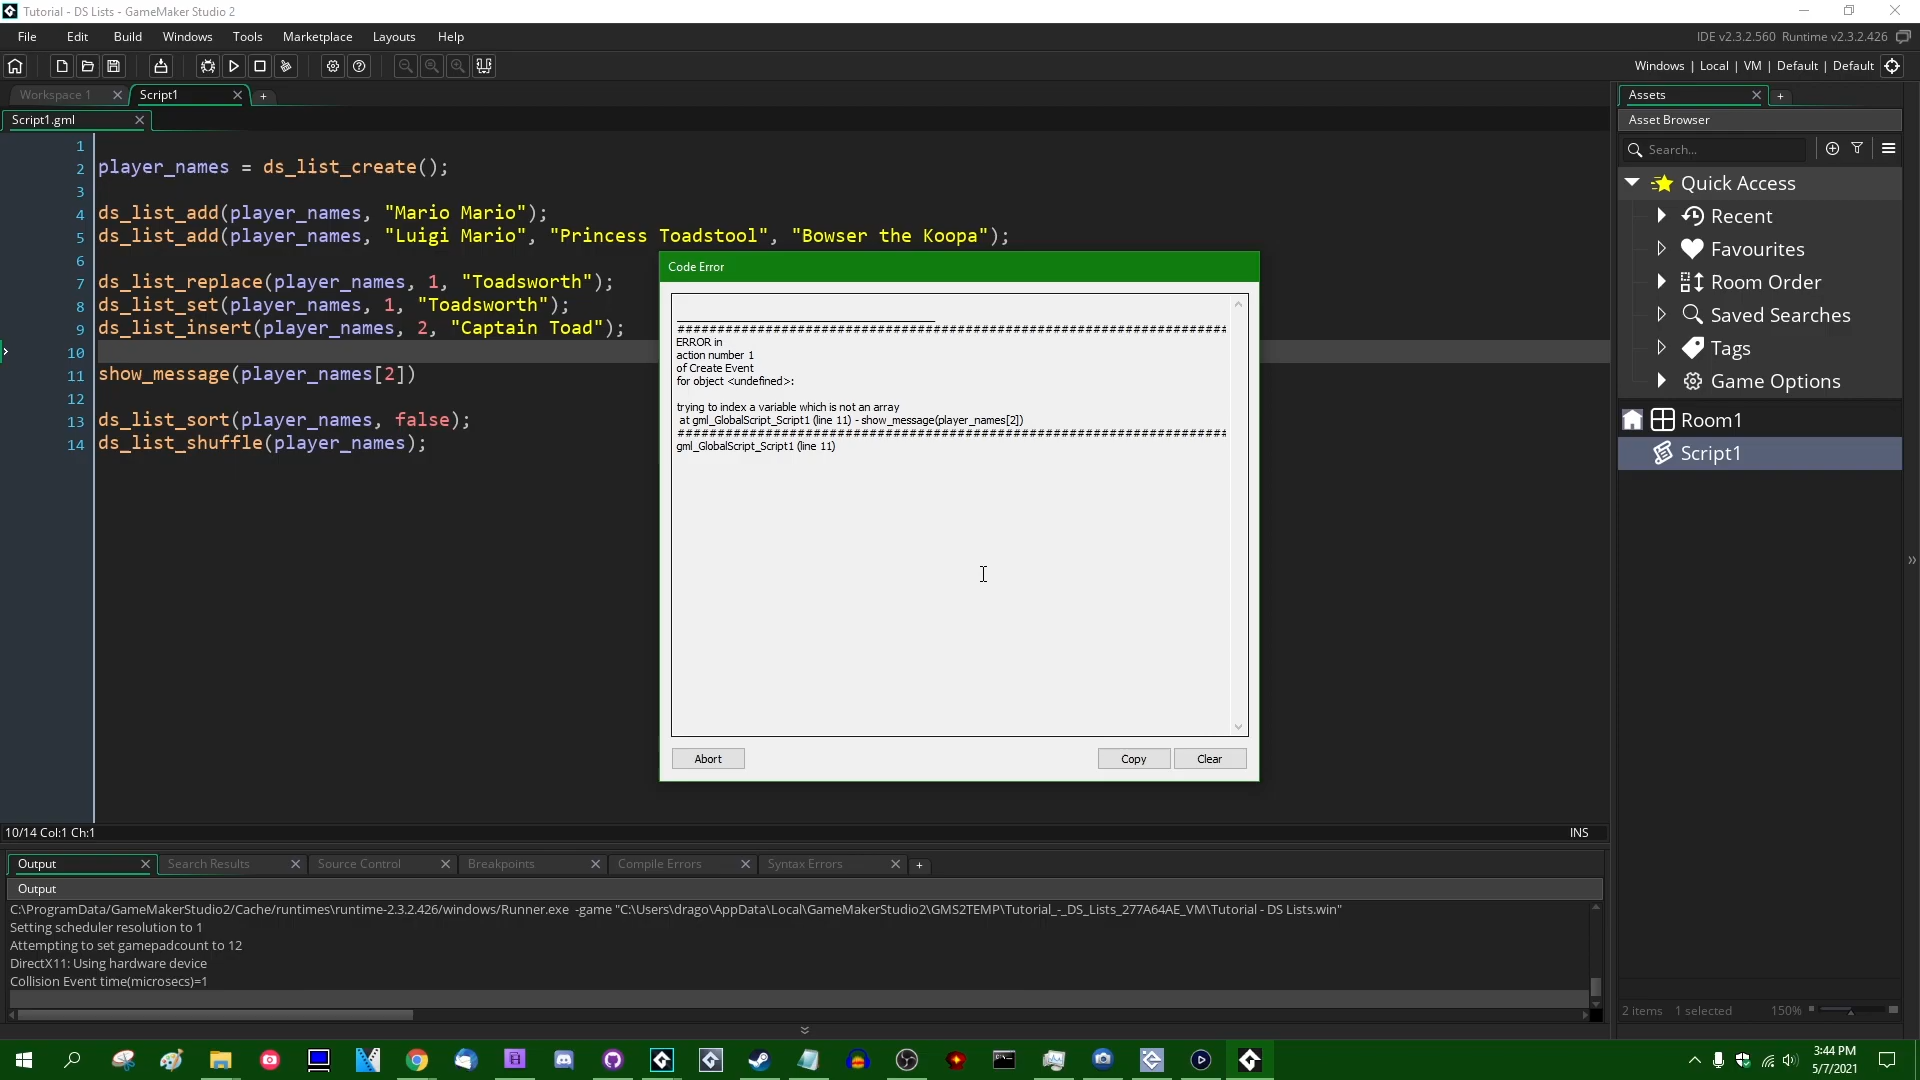 Tutorial - DS Lists - GameMaker Studio 2
File Edit Build Windows Tools Marketplace Layouts Help
IDE v2.3.2.560 Runtime v2.3.2.426
Windows | Local | VM | Default | Default
Workspace 1
Script1
Script1.gml
1
2 player_names = ds_list_create();
3
4 ds_list_add(player_names, "Mario Mario");
5 ds_list_add(player_names, "Luigi Mario", "Princess Toadstool", "Bowser the Koopa");
6
7 ds_list_replace(player_names, 1, "Toadsworth");
8 ds_list_set(player_names, 1, "Toadsworth");
9 ds_list_insert(player_names, 2, "Captain Toad");
10
11 show_message(player_names[2])
12
13 ds_list_sort(player_names, false);
14 ds_list_shuffle(player_names);
Code Error
ERROR in
action number 1
of Create Event
for object <undefined>:
trying to index a variable which is not an array
at gml_GlobalScript_Script1 (line 11) - show_message(player_names[2])
gml_GlobalScript_Script1 (line 11)
Abort Copy Clear
Assets
Asset Browser
Search...
Quick Access
Recent
Favourites
Room Order
Saved Searches
Tags
Game Options
Room1
Script1
2 items 1 selected 150%
10/14 Col:1 Ch:1 INS
Output Search Results Source Control Breakpoints Compile Errors Syntax Errors
Output
C:\ProgramData/GameMakerStudio2/Cache/runtimes\runtime-2.3.2.426/windows/Runner.exe -game "C:\Users\drago\AppData\Local\GameMakerStudio2\GMS2TEMP\Tutorial_-_DS_Lists_277A64AE_VM\Tutorial - DS Lists.win"
Setting scheduler resolution to 1
Attempting to set gamepadcount to 12
DirectX11: Using hardware device
Collision Event time(microsecs)=1
3:44 PM
5/7/2021